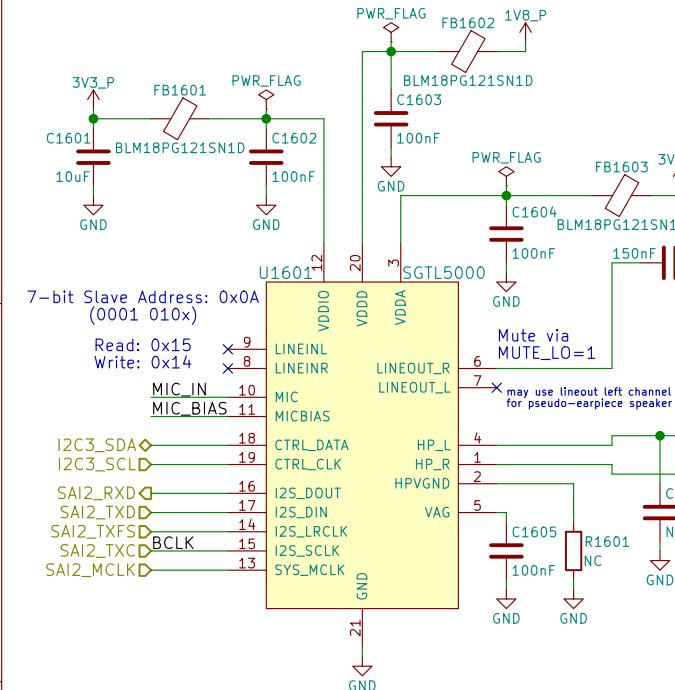 PWR_FLAG
FB1602
1V8_P
BLM18PG121SN1D
C1603
100nF
GND
3V3_P
FB1601
PWR_FLAG
C1601
BLM18PG121SN1D
C1602
10uF
100nF
GND
GND
PWR_FLAG
FB1603
3V
C1604
BLM18PG121SN1
100nF
150nF
GND
U1601
12
20
3
SGTL5000
VDDIO
VDDD
VDDA
7-bit Slave Address: 0x0A
(0001 010x)
Read: 0x15
Write: 0x14
Mute via
MUTE_LO=1
9 LINEINL
8 LINEINR
LINEOUT_R 6
LINEOUT_L 7
may use lineout left channel
for pseudo-earpiece speaker
MIC_IN 10 MIC
MIC_BIAS 11 MICBIAS
I2C3_SDA 18 CTRL_DATA
I2C3_SCL 19 CTRL_CLK
HP_L 4
HP_R 1
HPVGND 2
VAG 5
SAI2_RXD 16 I2S_DOUT
SAI2_TXD 17 I2S_DIN
SAI2_TXFS 14 I2S_LRCLK
SAI2_TXC BCLK 15 I2S_SCLK
SAI2_MCLK 13 SYS_MCLK
GND
21
GND
C1605
100nF
GND
R1601
NC
GND
C
N
GND